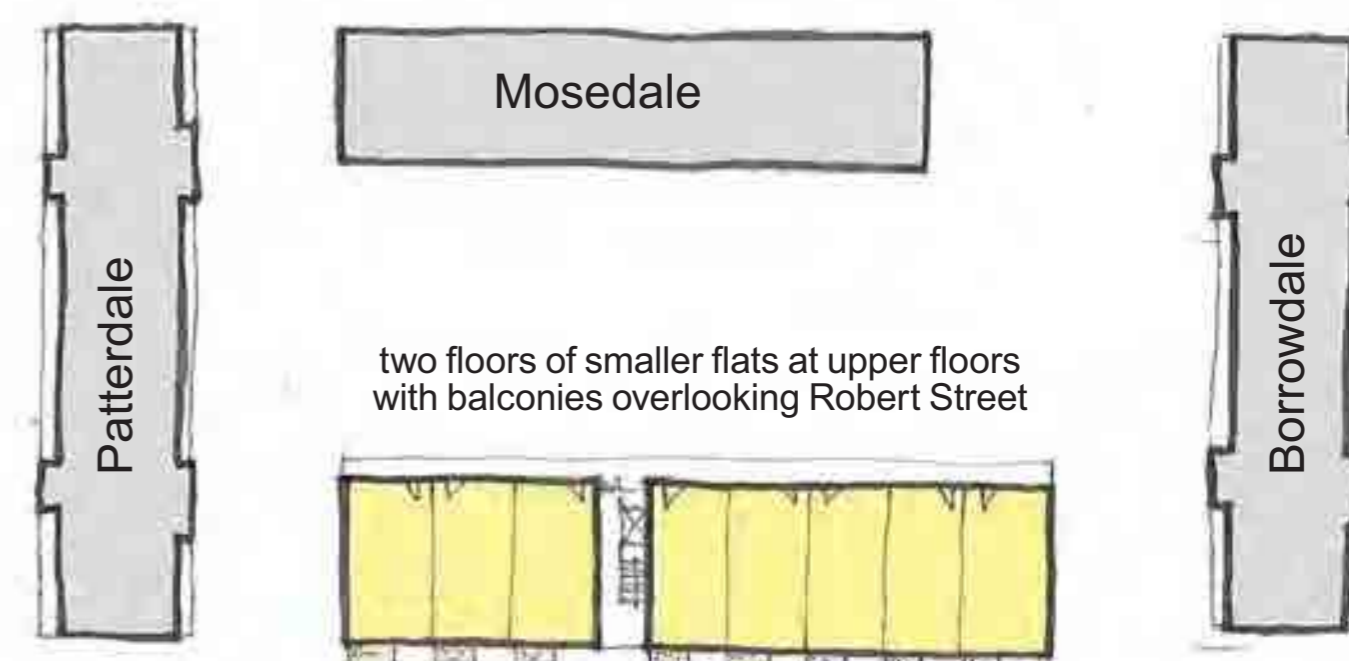 Mosedale
Patterdale
two floors of smaller flats at upper floors
with balconies overlooking Robert Street
Borrowdale